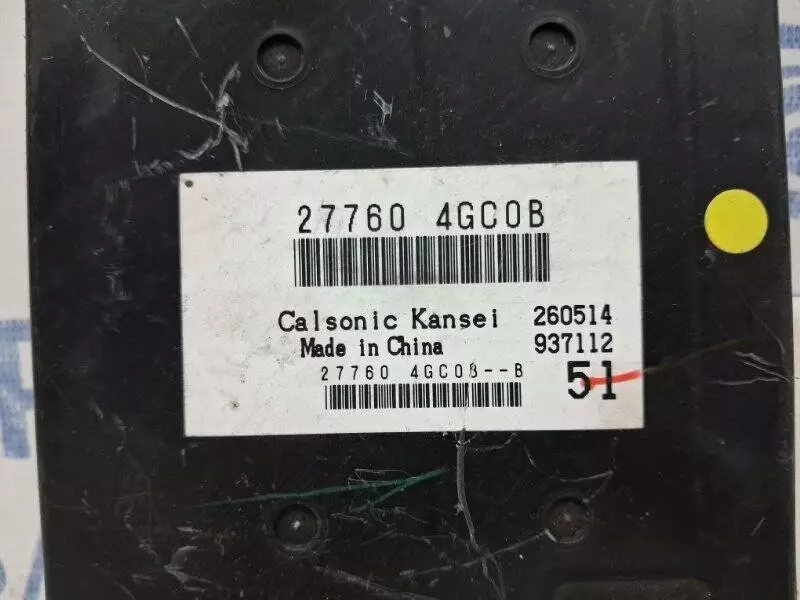 27760 4GC0B
Calsonic Kansei 260514
Made in China 937112
27760 4GC0B--B 51